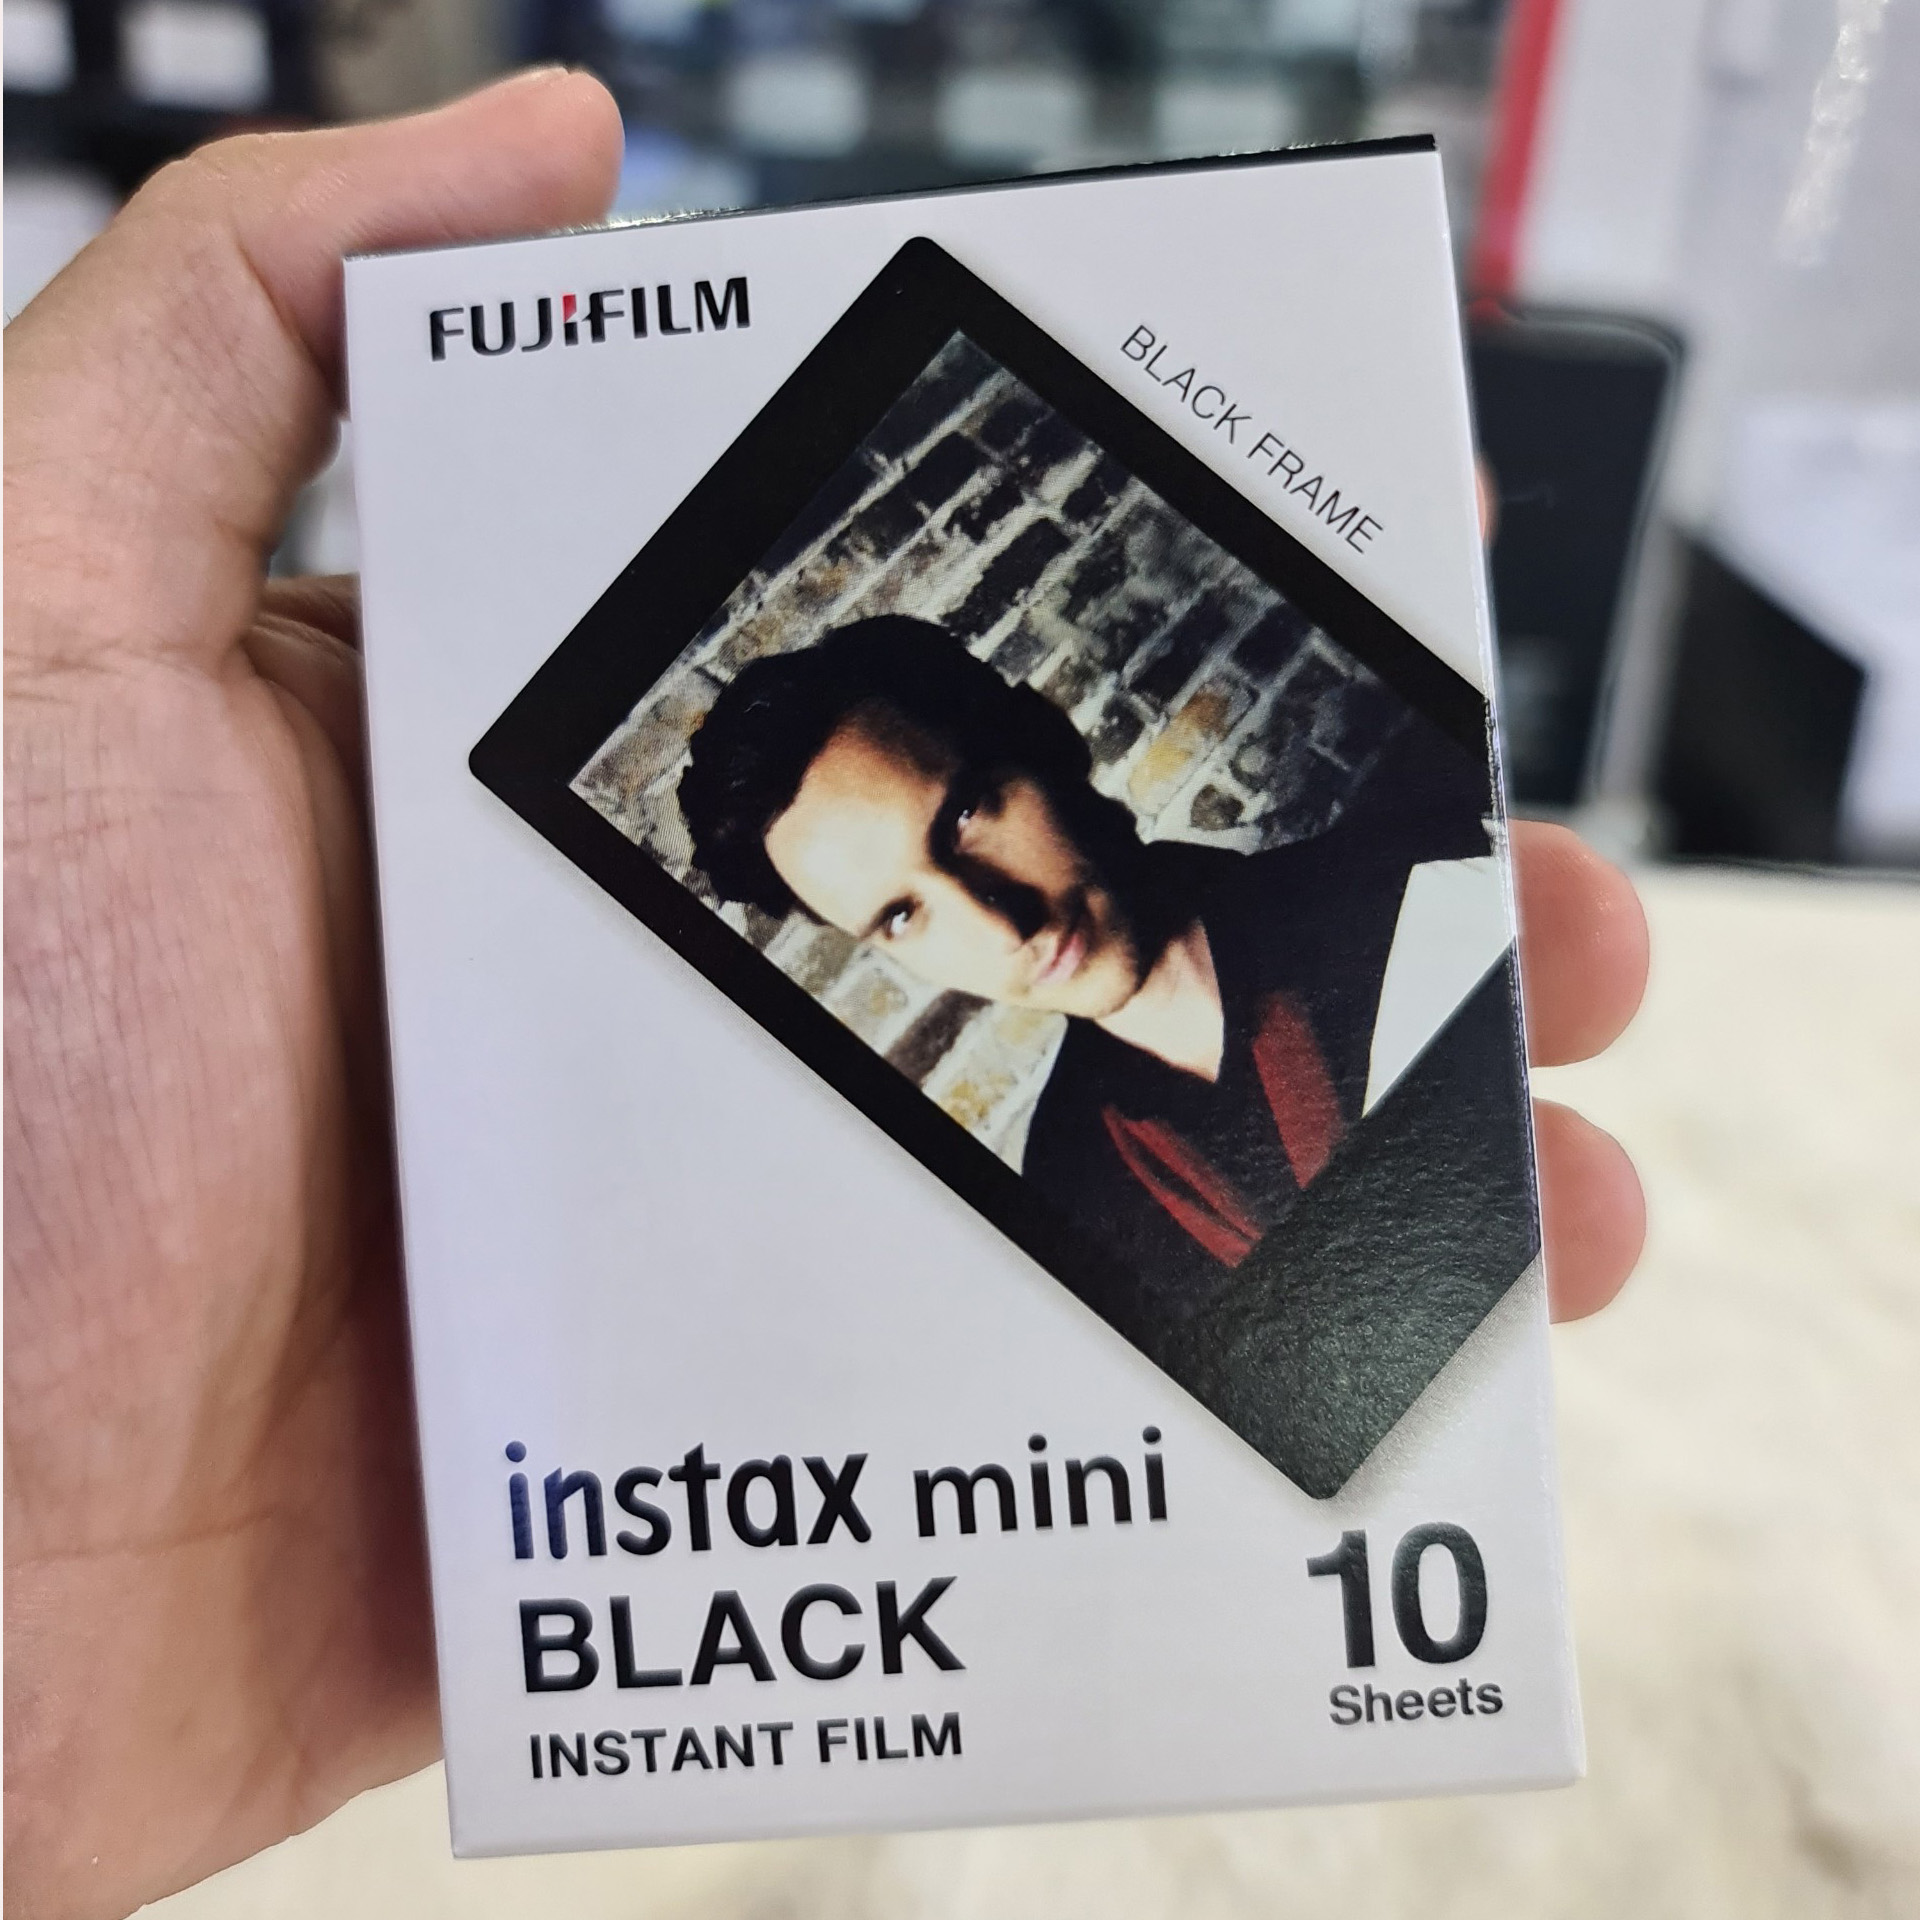 FUJIFILM
BLACK FRAME
instax mini
BLACK
INSTANT FILM
10
Sheets